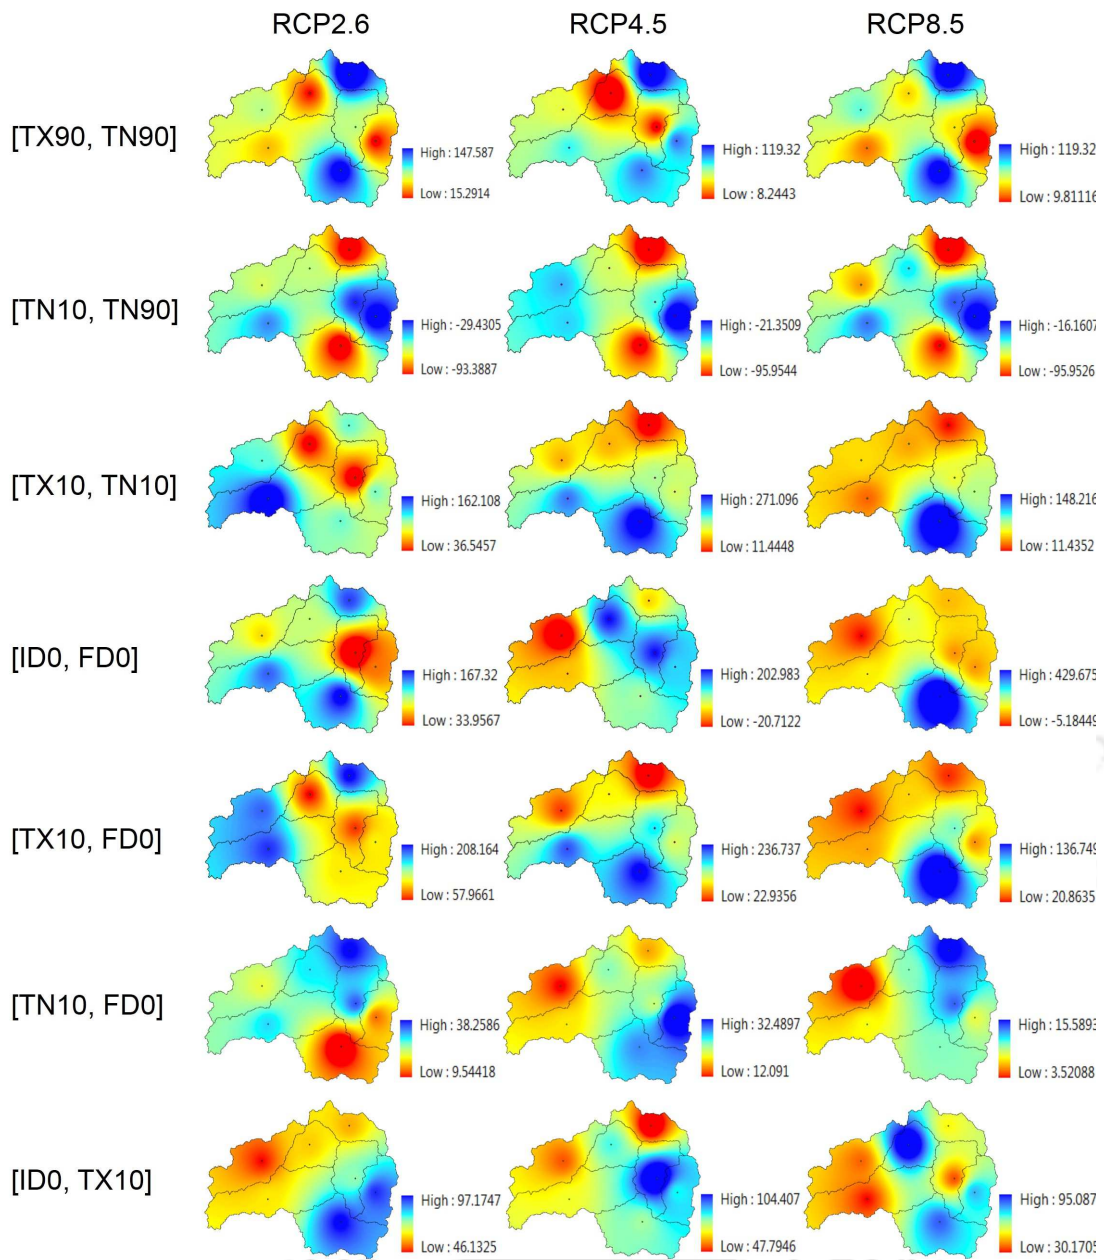 RCP2.6 RCP4.5 RCP8.5
[TX90, TN90]
High : 147.587
Low : 15.2914
High : 119.32
Low : 8.2443
High : 119.32
Low : 9.81116
[TN10, TN90]
High : -29.4305
Low : -93.3887
High : -21.3509
Low : -95.9544
High : -16.1607
Low : -95.9526
[TX10, TN10]
High : 162.108
Low : 36.5457
High : 271.096
Low : 11.4448
High : 148.216
Low : 11.4352
[ID0, FD0]
High : 167.32
Low : 33.9567
High : 202.983
Low : -20.7122
High : 429.675
Low : -5.18449
[TX10, FD0]
High : 208.164
Low : 57.9661
High : 236.737
Low : 22.9356
High : 136.749
Low : 20.8635
[TN10, FD0]
High : 38.2586
Low : 9.54418
High : 32.4897
Low : 12.091
High : 15.5893
Low : 3.52088
[ID0, TX10]
High : 97.1747
Low : 46.1325
High : 104.407
Low : 47.7946
High : 95.087
Low : 30.1705